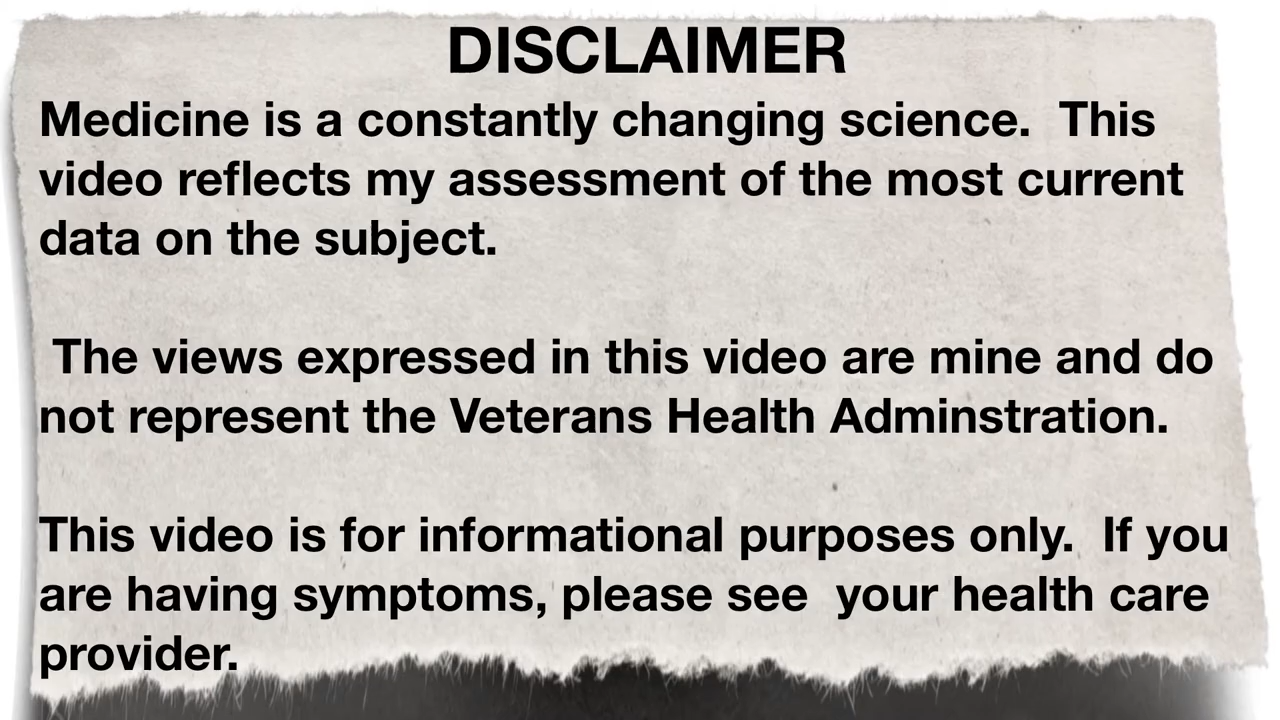 DISCLAIMER
Medicine is a constantly changing science.  This
video reflects my assessment of the most current
data on the subject.
The views expressed in this video are mine and do
not represent the Veterans Health Adminstration.
This video is for informational purposes only.  If you
are having symptoms, please see  your health care
provider.